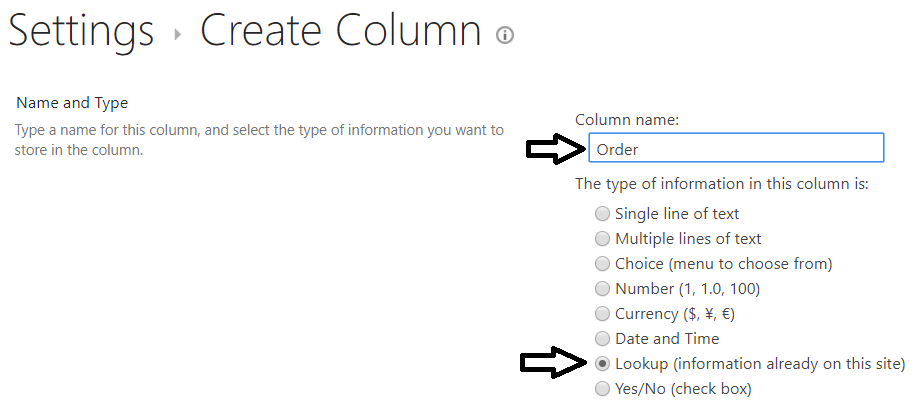 Settings › Create Column
Name and Type
Type a name for this column, and select the type of information you want to
store in the column.
Column name:
Order
The type of information in this column is:
Single line of text
Multiple lines of text
Choice (menu to choose from)
Number (1, 1.0, 100)
Currency ($, ¥, €)
Date and Time
Lookup (information already on this site)
Yes/No (check box)